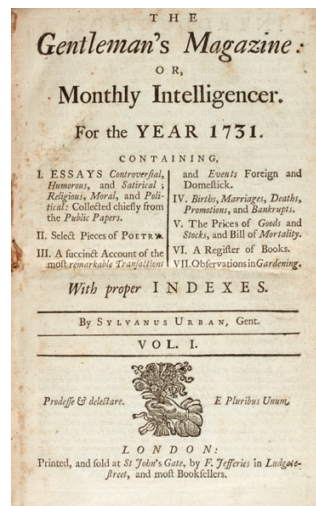 THE
Gentleman's Magazine:
OR,
Monthly Intelligencer.
For the YEAR 1731.
CONTAINING,
I. ESSAYS Controversial,
Humorous, and Satirical;
Religious, Moral, and Poli-
tical: Collected chiefly from
the Public Papers.
II. Select Pieces of POETRY.
III. A succinct Account of the
most remarkable Transactions
and Events Foreign and
Domestick.
IV. Births, Marriages, Deaths,
Promotions, and Bankrupts.
V. The Prices of Goods and
Stocks, and Bill of Mortality.
VI. A Register of Books.
VII. Observations in Gardening.
With proper INDEXES.
By SYLVANUS URBAN, Gent.
VOL. I.
Prodesse & delectare.
E Pluribus Unum.
LONDON:
Printed, and sold at St John's Gate, by F. Jefferies in Ludgate-
street, and most Booksellers.